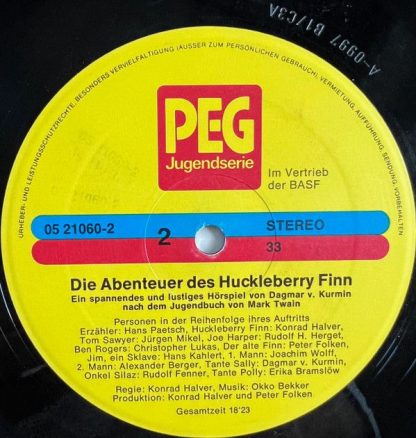 A-0997 B1/C3A
URHEBER- UND LEISTUNGSSCHUTZRECHTE, BESONDERS VERVIELFÄLTIGUNG (AUSSER ZUM PERSÖNLICHEN GEBRAUCH), VERMIETUNG, AUFFÜHRUNG, SENDUNG, VORBEHALTEN
PEG
Jugendserie
Im Vertrieb
der BASF
05 21060-2
2
STEREO
33
Die Abenteuer des Huckleberry Finn
Ein spannendes und lustiges Hörspiel von Dagmar v. Kurmin
nach dem Jugendbuch von Mark Twain
Personen in der Reihenfolge ihres Auftritts
Erzähler: Hans Paetsch, Huckleberry Finn: Konrad Halver,
Tom Sawyer: Jürgen Mikel, Joe Harper: Rudolf H. Herget,
Ben Rogers: Christopher Lukas, Der alte Finn: Peter Folken,
Jim, ein Sklave: Hans Kahlert, 1. Mann: Joachim Wolff,
2. Mann: Alexander Berger, Tante Sally: Dagmar v. Kurmin,
Onkel Silaz: Rudolf Fenner, Tante Polly: Erika Bramslöw
Regie: Konrad Halver, Musik: Okko Bekker
Produktion: Konrad Halver und Peter Folken
Gesamtzeit 18'23